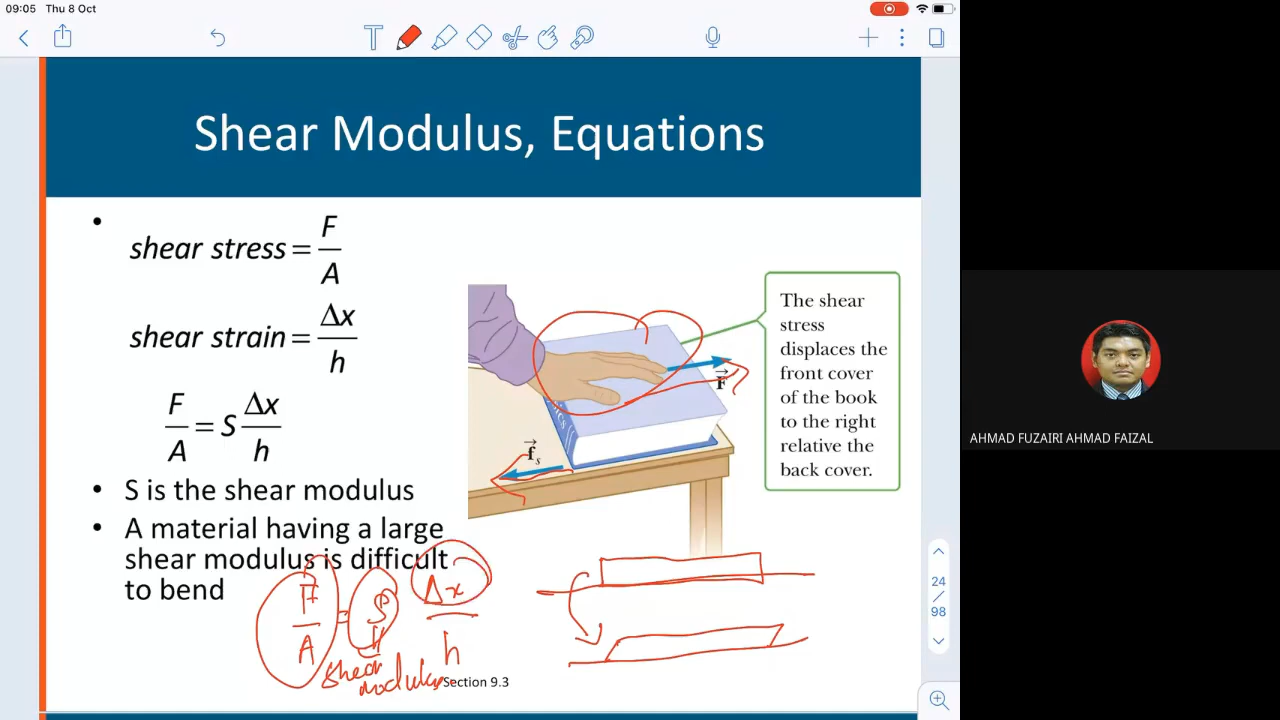 09:05 Thu 8 Oct
Shear Modulus, Equations
• shear stress = F/A
shear strain = Δx/h
F/A = S Δx/h
• S is the shear modulus
• A material having a large
shear modulus is difficult
to bend
F
f s
The shear
stress
displaces the
front cover
of the book
to the right
relative the
back cover.
F/A = S Δx/h
shear
modulus
Section 9.3
24
/
98
AHMAD FUZAIRI AHMAD FAIZAL